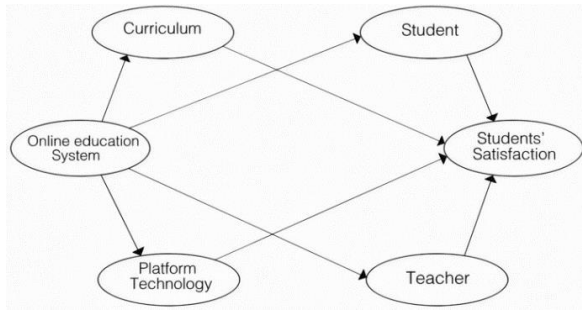 Curriculum
Student
Online education
System
Students'
Satisfaction
Platform
Technology
Teacher